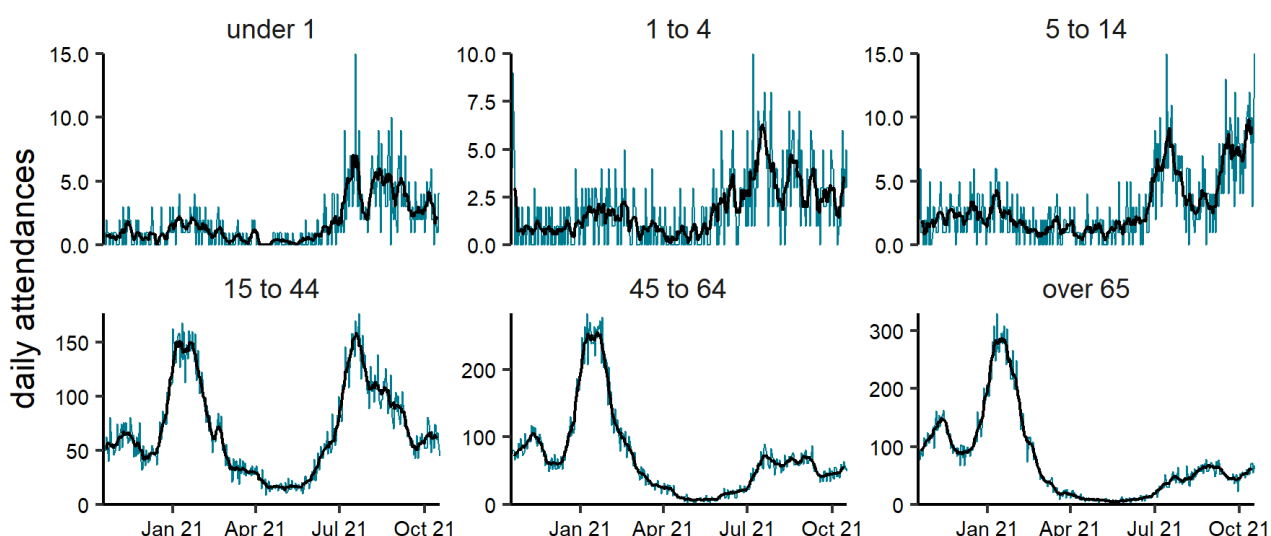 under 1
1 to 4
5 to 14
15.0
10.0
5.0
0.0
10.0
7.5
5.0
2.5
0.0
15.0
10.0
5.0
0.0
daily attendances
15 to 44
45 to 64
over 65
150
100
50
0
200
100
0
300
200
100
0
Jan 21 Apr 21 Jul 21 Oct 21
Jan 21 Apr 21 Jul 21 Oct 21
Jan 21 Apr 21 Jul 21 Oct 21